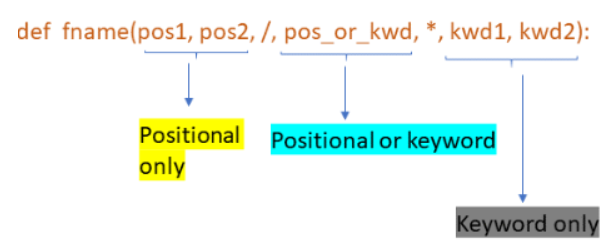 def fname(pos1, pos2, /, pos_or_kwd, *, kwd1, kwd2):
Positional
only
Positional or keyword
Keyword only